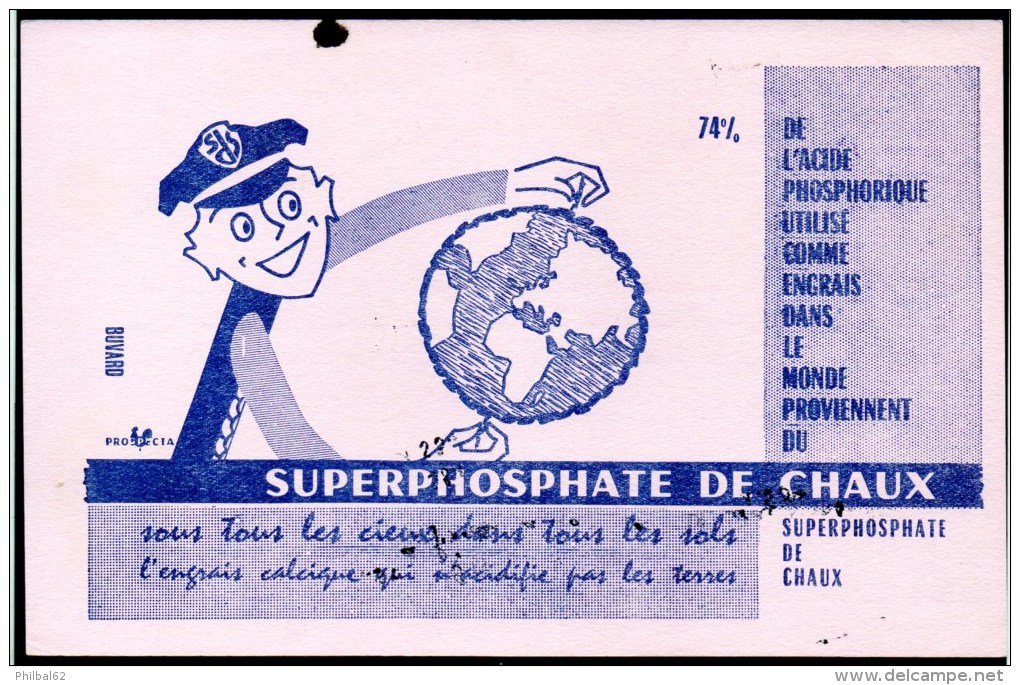 SPS
74%
DE
L'ACIDE
PHOSPHORIQUE
UTILISÉ
COMME
ENGRAIS
DANS
LE
MONDE
PROVIENNENT
DU
BUVARD
PROSPECTA
SUPERPHOSPHATE DE CHAUX
sous tous les cieux dans tous les sols
l'engrais calcique qui n'acidifie pas les terres
SUPERPHOSPHATE
DE
CHAUX
Philbal62
www.delcampe.net